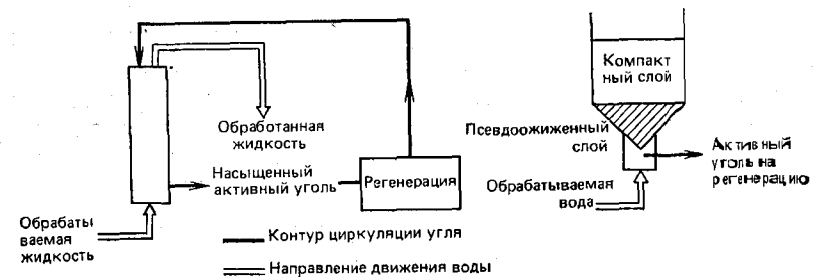 Обработанная
жидкость
Насыщенный
активный уголь
Регенерация
Обрабаты
ваемая
жидкость
Контур циркуляции угля
Направление движения воды
Компакт
ный слой
Псевдоожиженный
слой
Активный
уголь на
регенерацию
Обрабатываемая
вода